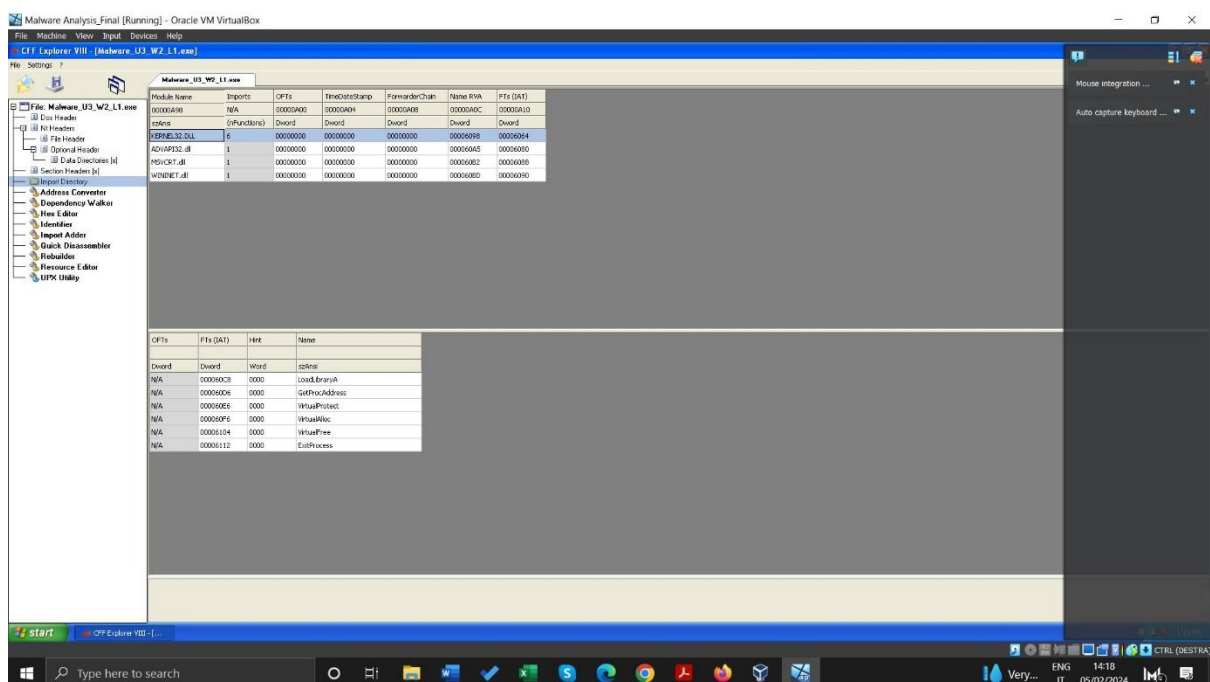 Malware Analysis_Final [Running] - Oracle VM VirtualBox
File Machine View Input Devices Help
CFF Explorer VIII - [Malware_U3_W2_L1.exe]
File Settings ?
Malware_U3_W2_L1.exe
File: Malware_U3_W2_L1.exe
Dos Header
Nt Headers
File Header
Optional Header
Data Directories [x]
Section Headers [x]
Import Directory
Address Converter
Dependency Walker
Hex Editor
Identifier
Import Adder
Quick Disassembler
Rebuilder
Resource Editor
UPX Utility
Module Name Imports OFTs TimeDateStamp ForwarderChain Name RVA FTs (IAT)
00000A98 N/A 00000A00 00000A04 00000A08 00000A0C 00000A10
szAnsi (nFunctions) Dword Dword Dword Dword Dword
KERNEL32.DLL 6 00000000 00000000 00000000 00006098 00006064
ADVAPI32.dll 1 00000000 00000000 00000000 000060A5 00006080
MSVCRT.dll 1 00000000 00000000 00000000 000060B2 00006088
WININET.dll 1 00000000 00000000 00000000 000060BD 00006090
OFTs FTs (IAT) Hint Name
Dword Dword Word szAnsi
N/A 000060C8 0000 LoadLibraryA
N/A 000060D6 0000 GetProcAddress
N/A 000060E6 0000 VirtualProtect
N/A 000060F6 0000 VirtualAlloc
N/A 00006104 0000 VirtualFree
N/A 00006112 0000 ExitProcess
Mouse integration ...
Auto capture keyboard ...
start
CFF Explorer VIII - [...
CTRL (DESTRA)
Type here to search
Very...
ENG
IT
14:18
05/02/2024